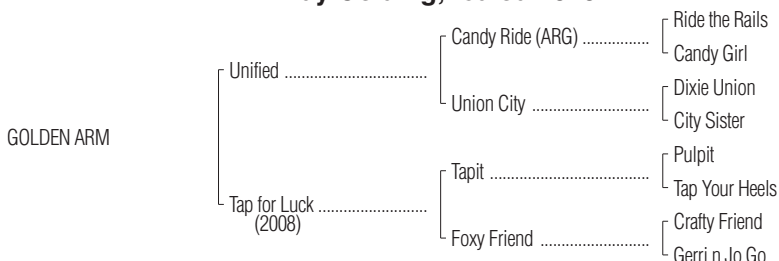 Ride the Rails
Candy Ride (ARG) ..................
Candy Girl
Unified ...............................
Dixie Union
Union City ...........................
City Sister
GOLDEN ARM
Pulpit
Tapit ....................................
Tap Your Heels
Tap for Luck ........................
(2008)
Crafty Friend
Foxy Friend .........................
Gerri n Jo Go